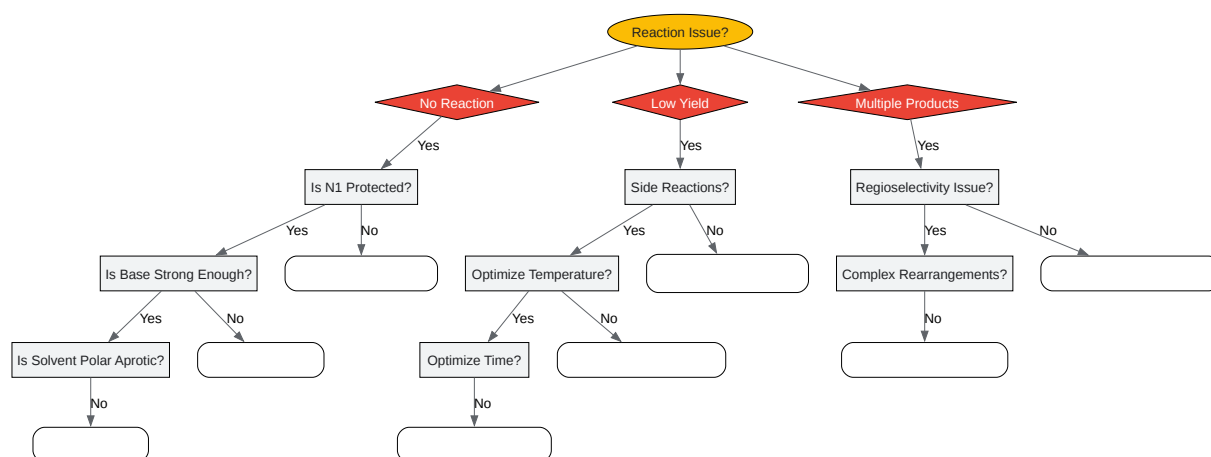 Reaction Issue?
No Reaction
Low Yield
Multiple Products
Yes
Yes
Yes
Is N1 Protected?
Side Reactions?
Regioselectivity Issue?
Yes
No
Yes
No
Yes
No
Is Base Strong Enough?
Optimize Temperature?
Complex Rearrangements?
Yes
No
Yes
No
No
Is Solvent Polar Aprotic?
Optimize Time?
No
No